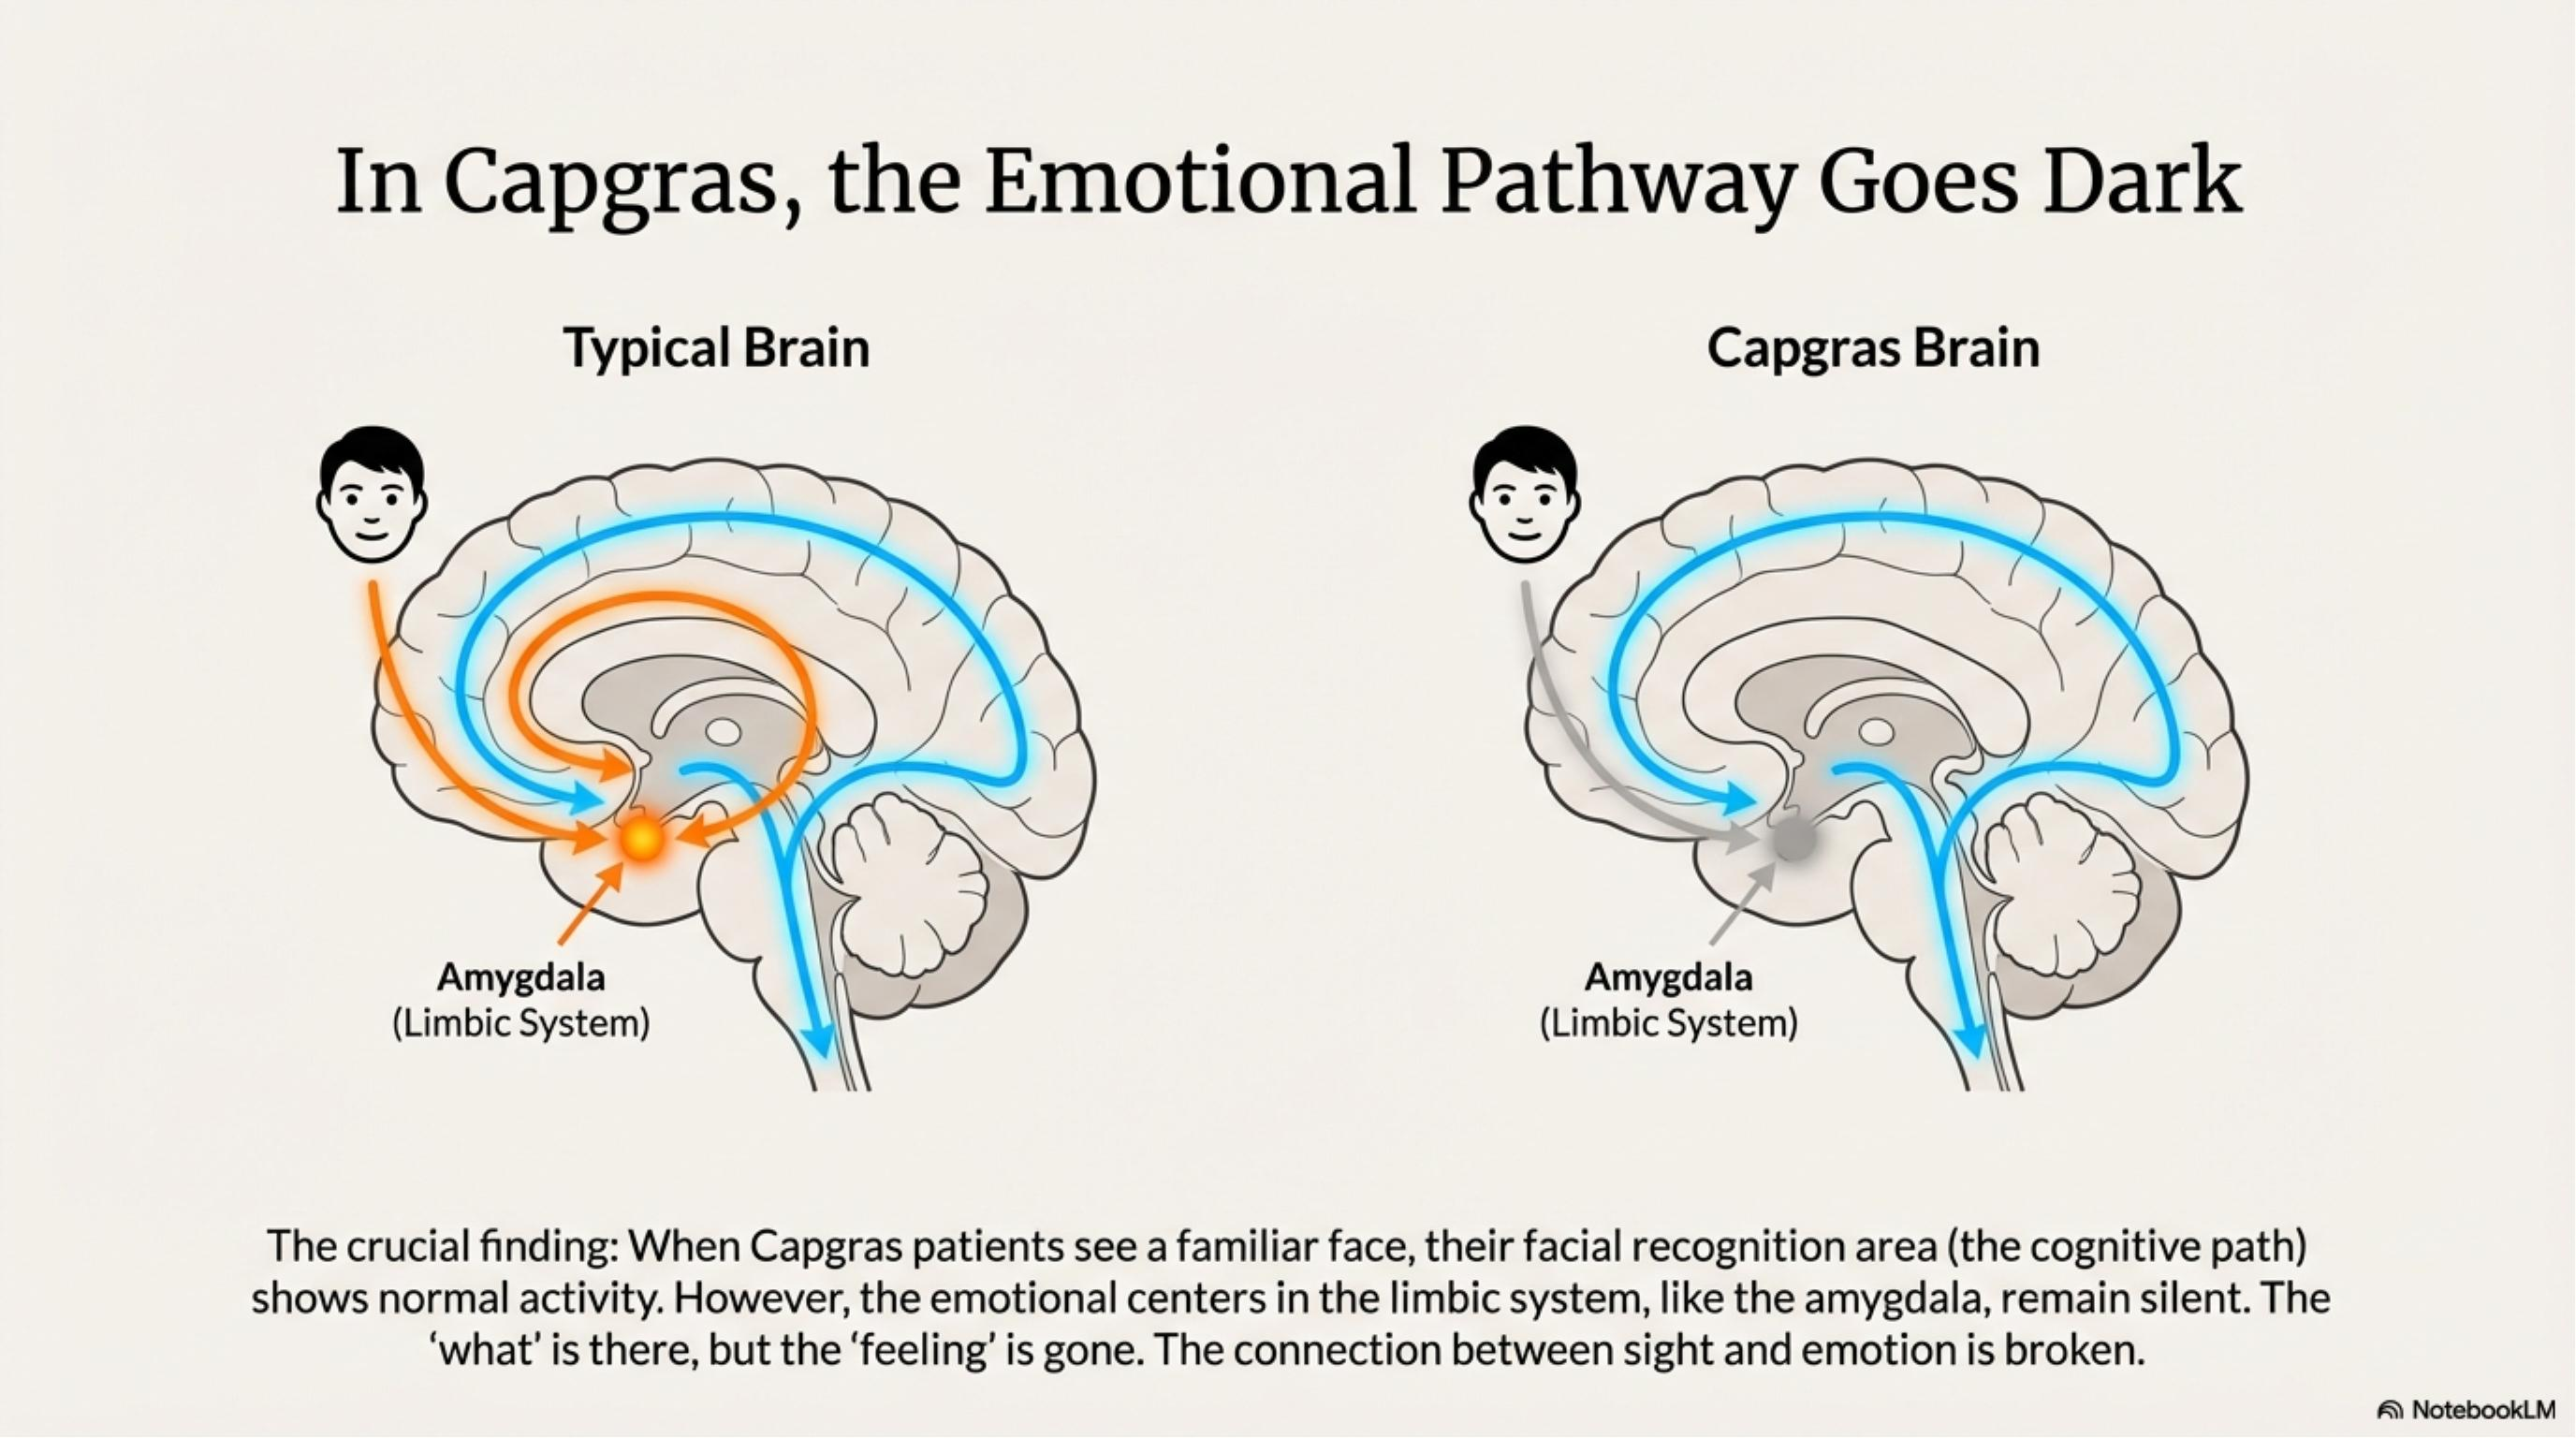 In Capgras, the Emotional Pathway Goes Dark
Typical Brain
Capgras Brain
Amygdala
(Limbic System)
Amygdala
(Limbic System)
The crucial finding: When Capgras patients see a familiar face, their facial recognition area (the cognitive path)
shows normal activity. However, the emotional centers in the limbic system, like the amygdala, remain silent. The
‘what’ is there, but the ‘feeling’ is gone. The connection between sight and emotion is broken.
NotebookLM